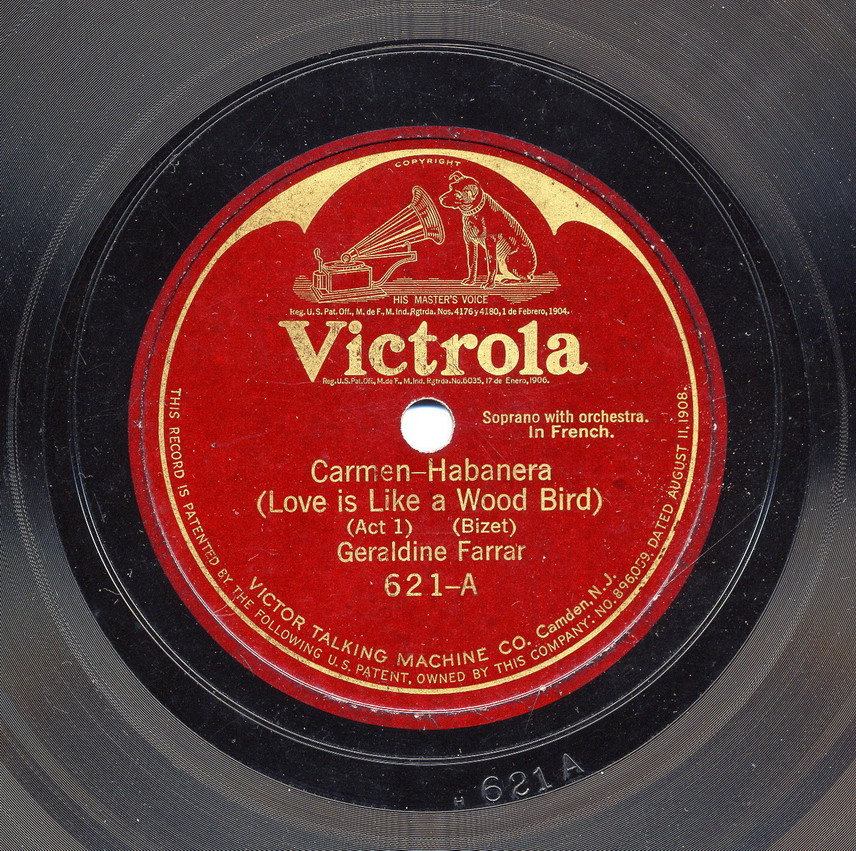 COPYRIGHT
HIS MASTER'S VOICE
Reg. U.S. Pat. Off., M. de F., M. Ind. Rgtrda. Nos. 4176 y 4180, 1 de Febrero, 1904.
Victrola
Reg. U.S. Pat. Off., M. de F., M. Ind. Rgtrda. No. 6035, 17 de Enero, 1906.
Soprano with orchestra.
In French.
Carmen–Habanera
(Love is Like a Wood Bird)
(Act 1) (Bizet)
Geraldine Farrar
621–A
VICTOR TALKING MACHINE CO. Camden, N.J.
THIS RECORD IS PATENTED BY THE FOLLOWING U.S. PATENT, OWNED BY THIS COMPANY: NO. 896,059, DATED AUGUST 11, 1908.
H 621 A